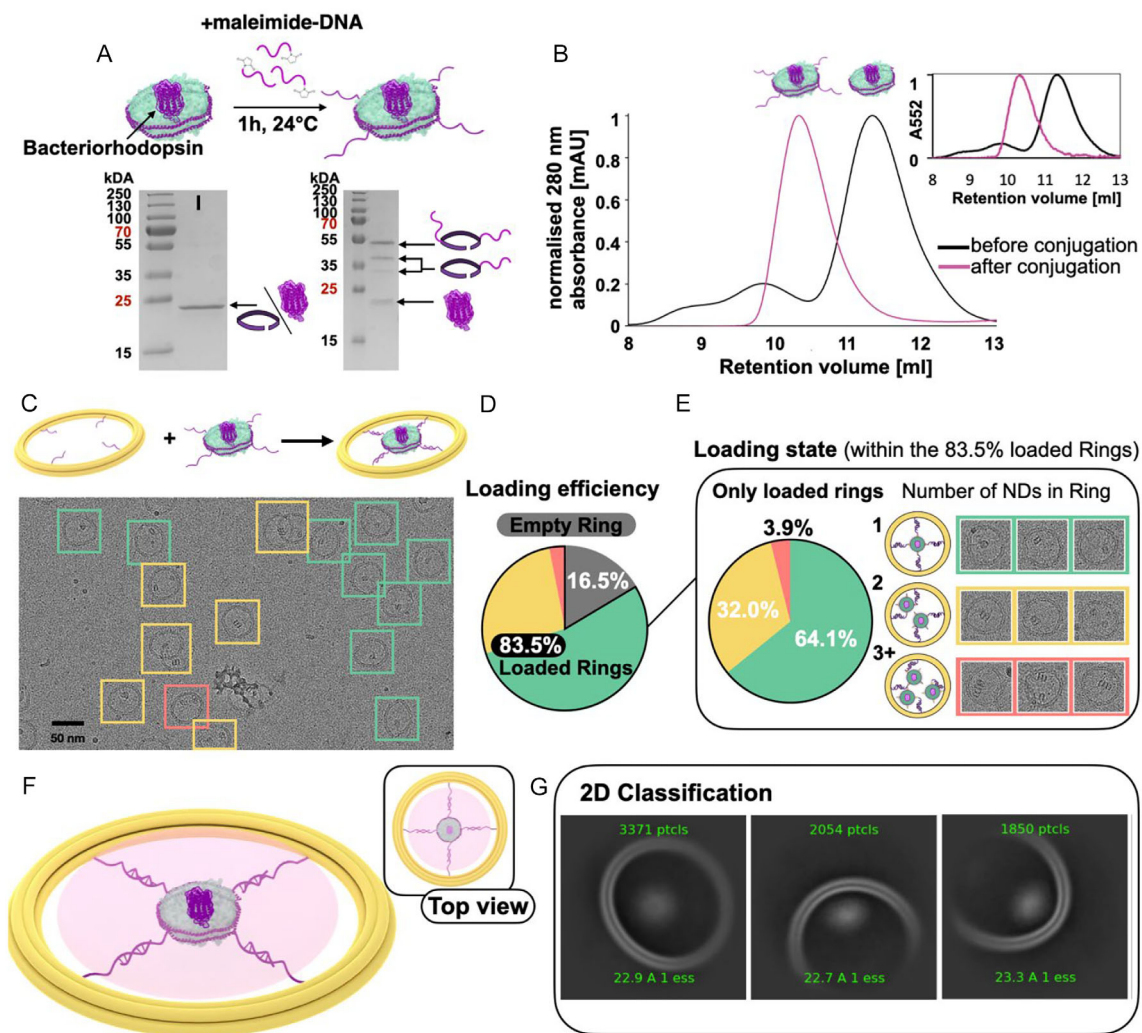 A
+maleimide-DNA
1h, 24°C
Bacteriorhodopsin
kDA
250
130
100
70
55
35
25
15
I
kDA
250
130
100
70
55
35
25
15
B
normalised 280 nm
absorbance [mAU]
1
0.8
0.6
0.4
0.2
0
8
9
10
11
12
13
Retention volume [ml]
A552
1
0
8
9
10
11
12
13
Retention volume [ml]
before conjugation
after conjugation
C
+
50 nm
D
Loading efficiency
Empty Ring
16.5%
83.5%
Loaded Rings
E
Loading state (within the 83.5% loaded Rings)
Only loaded rings
3.9%
32.0%
64.1%
Number of NDs in Ring
1
2
3+
F
Top view
G
2D Classification
3371 ptcls
22.9 A 1 ess
2054 ptcls
22.7 A 1 ess
1850 ptcls
23.3 A 1 ess